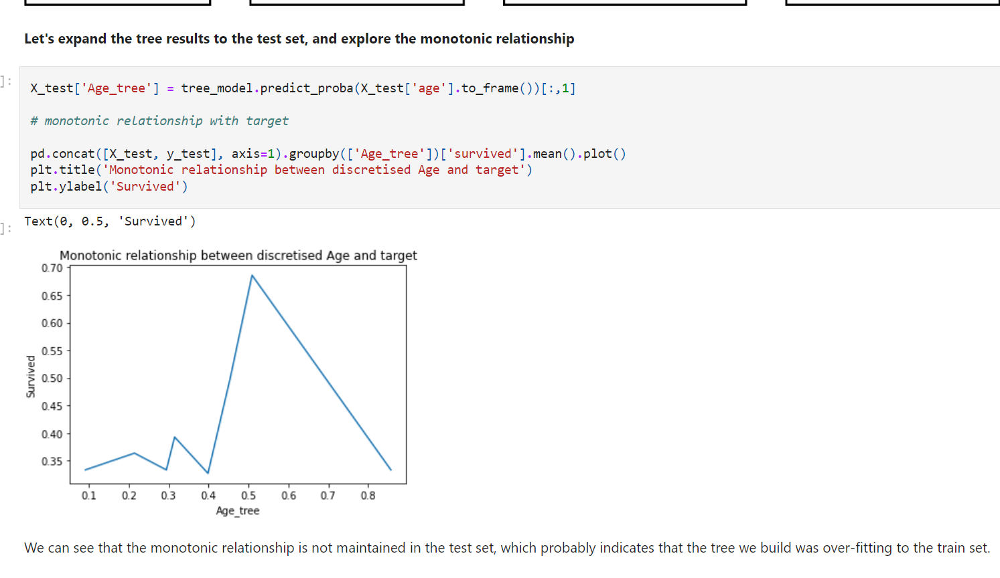 Let's expand the tree results to the test set, and explore the monotonic relationship
]:
X_test['Age_tree'] = tree_model.predict_proba(X_test['age'].to_frame())[:,1]
# monotonic relationship with target
pd.concat([X_test, y_test], axis=1).groupby(['Age_tree'])['survived'].mean().plot()
plt.title('Monotonic relationship between discretised Age and target')
plt.ylabel('Survived')
]:
Text(0, 0.5, 'Survived')
Monotonic relationship between discretised Age and target
0.70
0.65
0.60
0.55
0.50
0.45
0.40
0.35
Survived
0.1 0.2 0.3 0.4 0.5 0.6 0.7 0.8
Age_tree
We can see that the monotonic relationship is not maintained in the test set, which probably indicates that the tree we build was over-fitting to the train set.